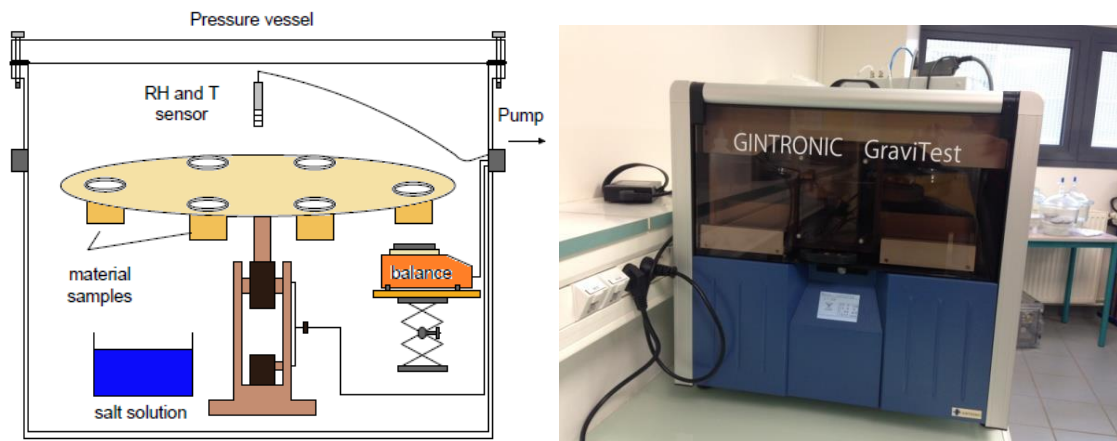 Pressure vessel
RH and T
sensor
Pump
material
samples
balance
salt solution
GINTRONIC GraviTest